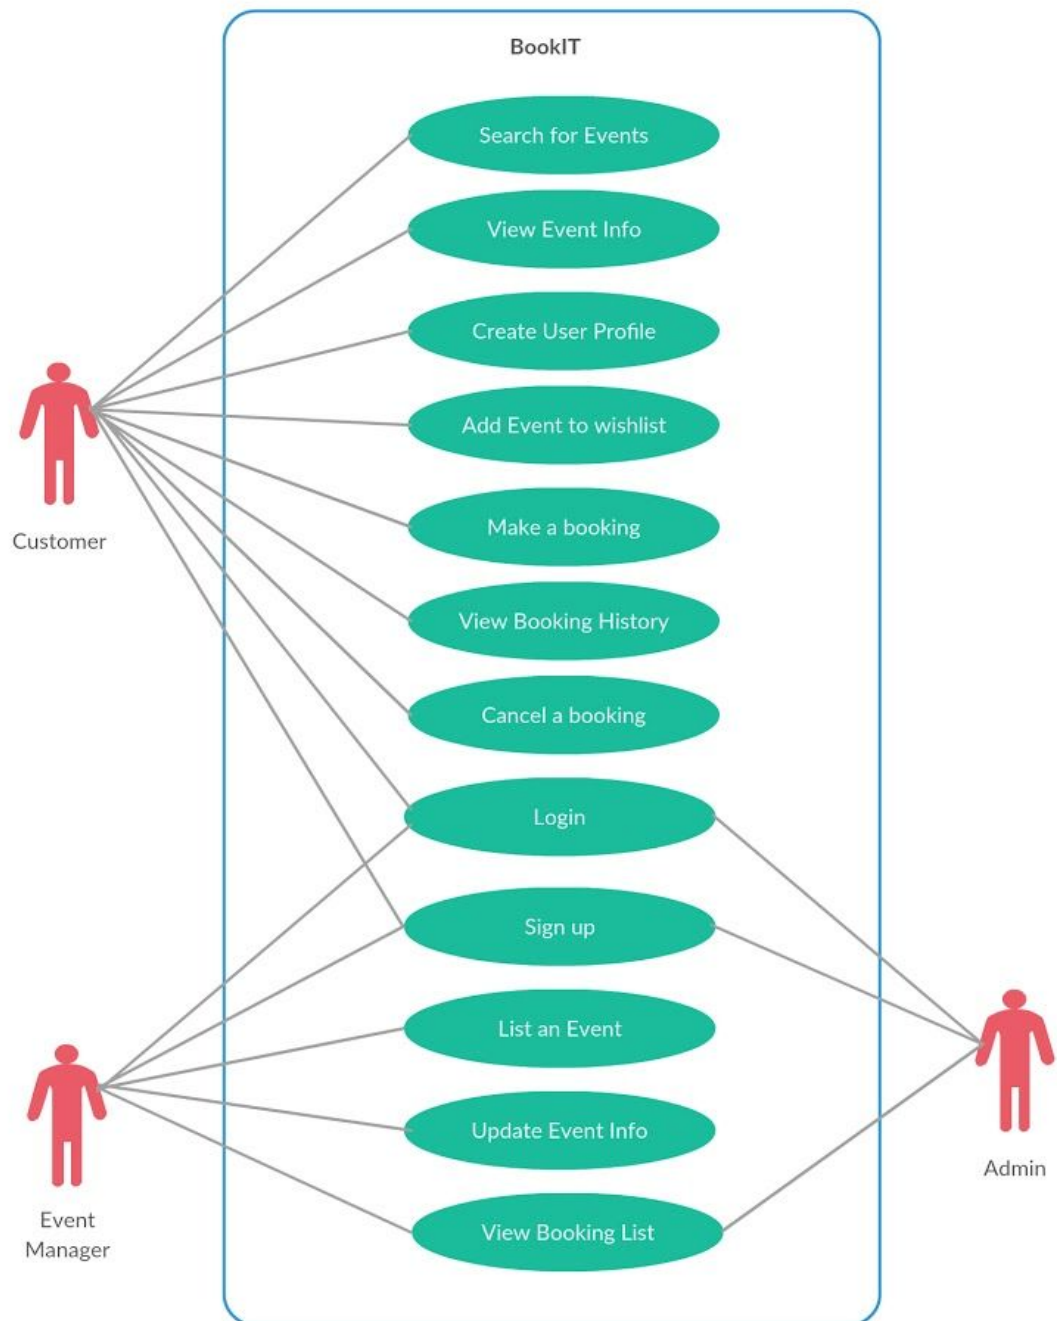 BookIT
Search for Events
View Event Info
Create User Profile
Add Event to wishlist
Make a booking
Customer
View Booking History
Cancel a booking
Login
Sign up
List an Event
Update Event Info
Admin
Event
Manager
View Booking List